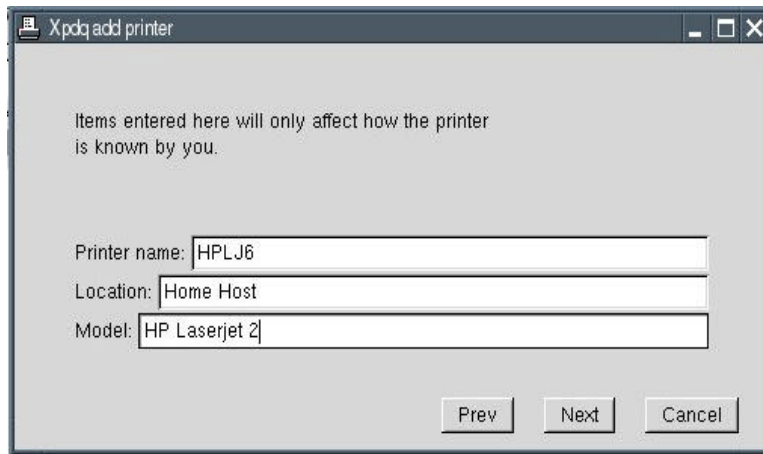 Xpdq add printer
Items entered here will only affect how the printer
is known by you.
Printer name: HPLJ6
Location: Home Host
Model: HP Laserjet 2
Prev Next Cancel